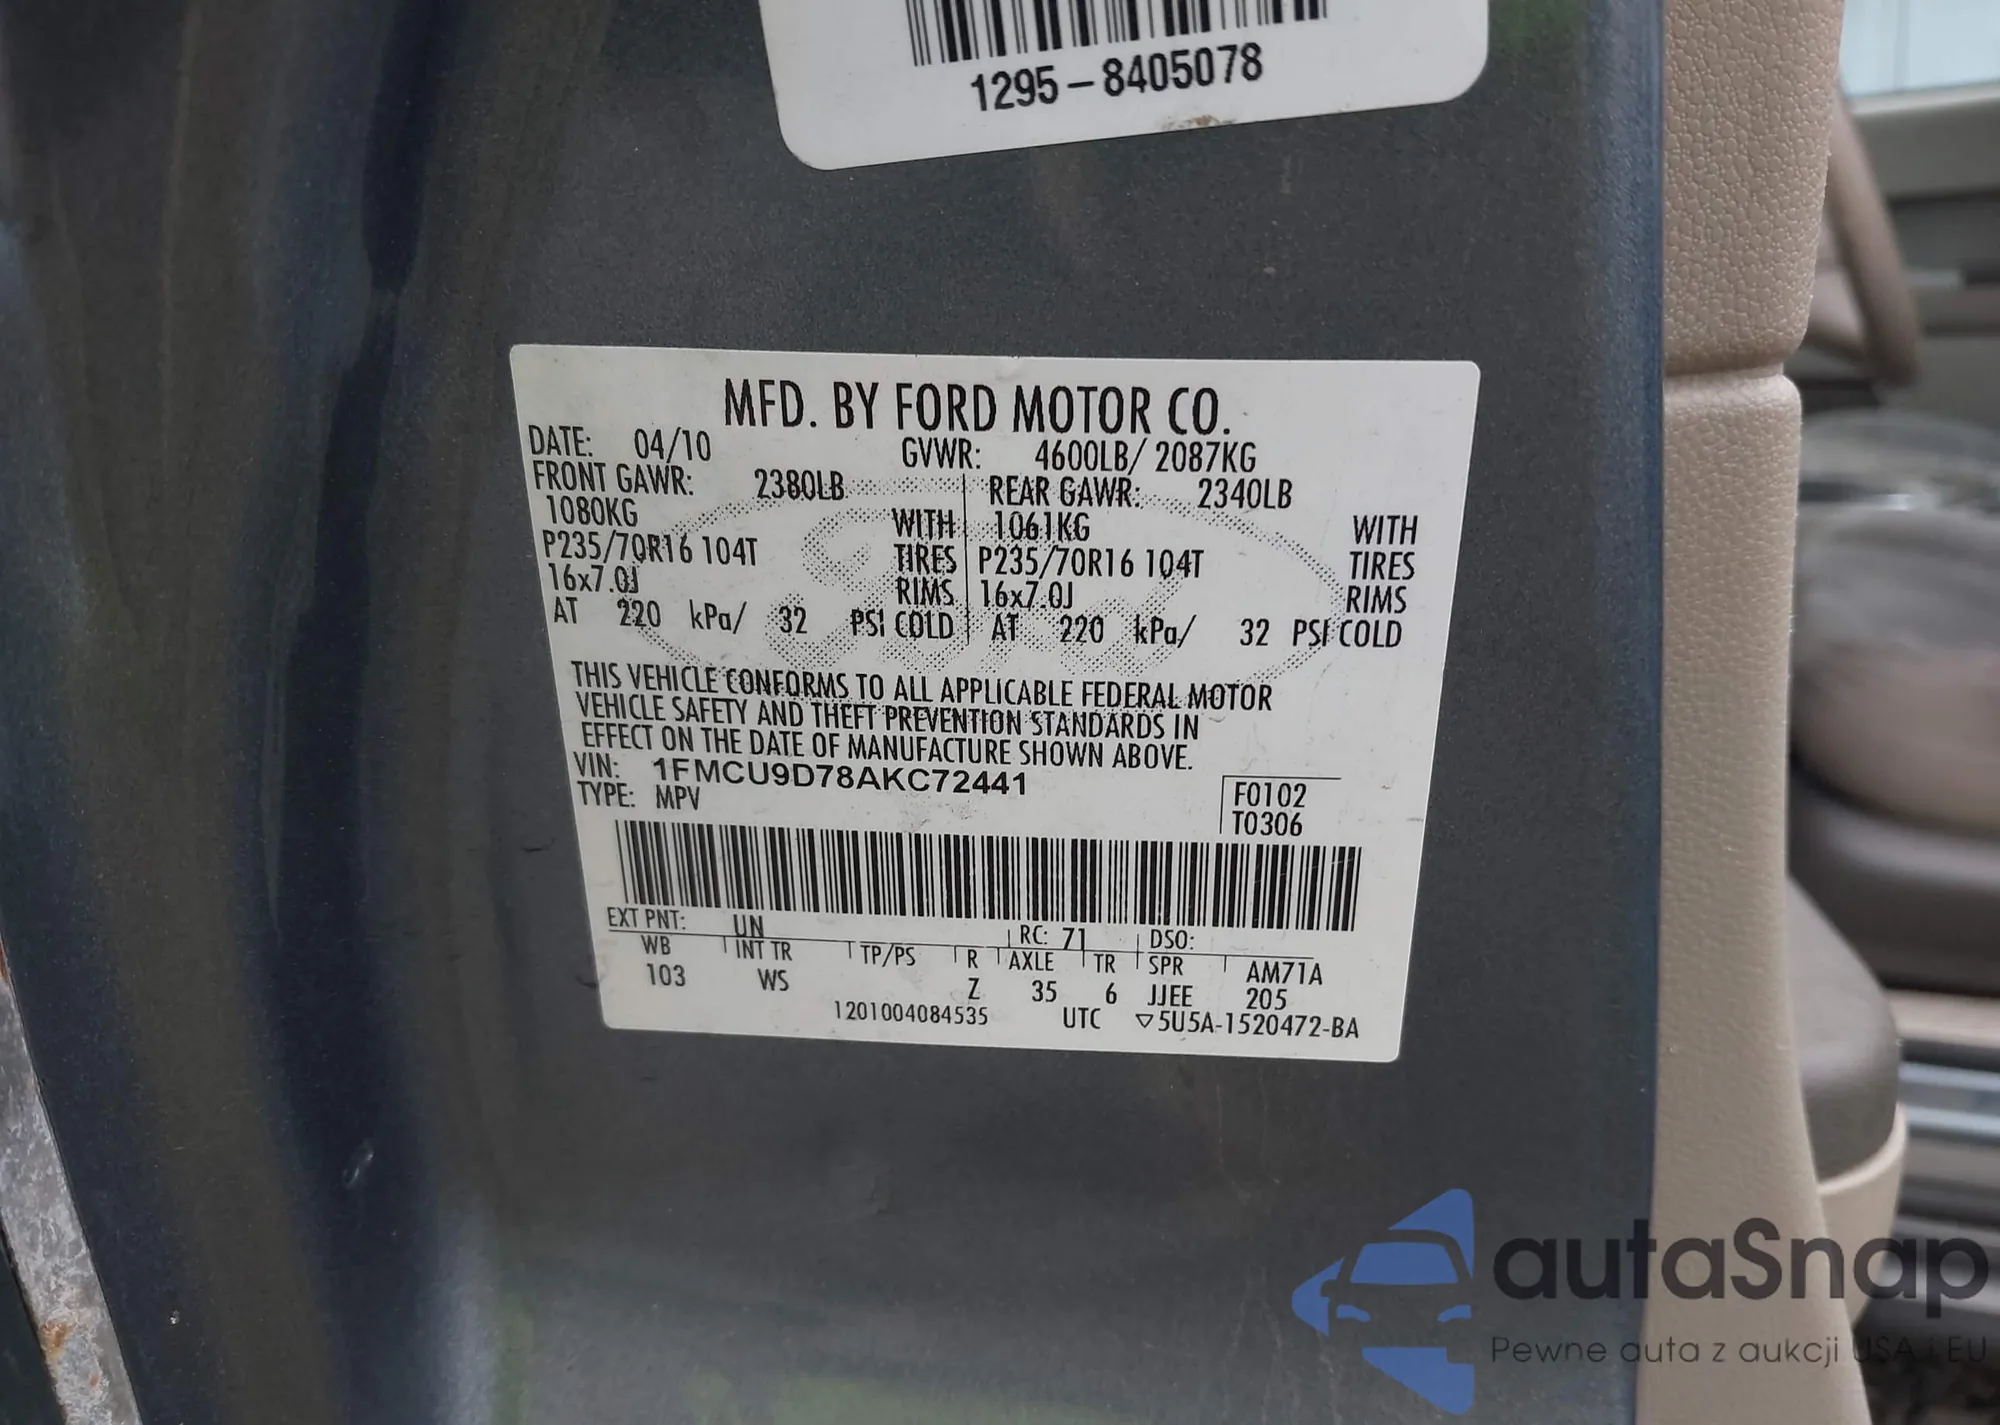 1295-8405078
MFD. BY FORD MOTOR CO.
DATE: 04/10 GVWR: 4600LB/ 2087KG
FRONT GAWR: 2380LB REAR GAWR: 2340LB
1080KG WITH 1061KG WITH
P235/70R16 104T TIRES P235/70R16 104T TIRES
16x7.0J RIMS 16x7.0J RIMS
AT 220 kPa/ 32 PSI COLD AT 220 kPa/ 32 PSI COLD
THIS VEHICLE CONFORMS TO ALL APPLICABLE FEDERAL MOTOR
VEHICLE SAFETY AND THEFT PREVENTION STANDARDS IN
EFFECT ON THE DATE OF MANUFACTURE SHOWN ABOVE.
VIN: 1FMCU9D78AKC72441
TYPE: MPV
F0102
T0306
EXT PNT: UN RC: 71 DSO:
WB INT TR TP/PS R AXLE TR SPR AM71A
103 WS Z 35 6 JJEE 205
1201004084535 UTC ▽5U5A-1520472-BA
Ford
autaSnap
Pewne auta z aukcji USA i EU